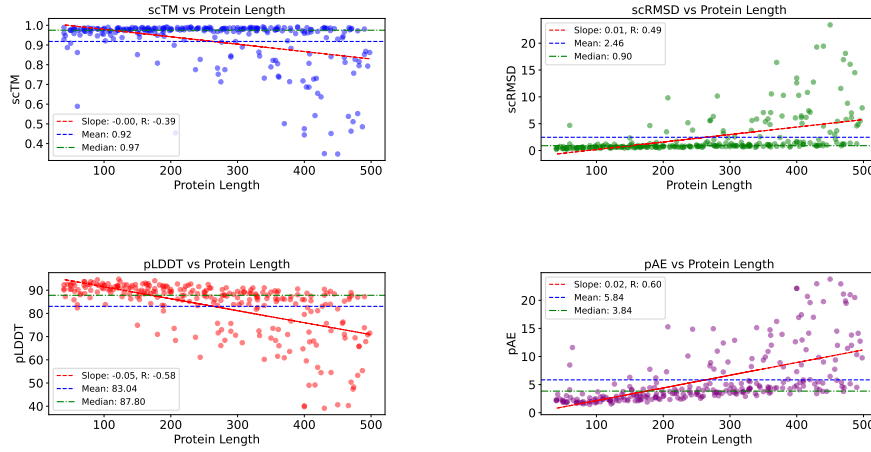 scTM vs Protein Length
1.0
0.9
0.8
0.7
0.6
0.5
0.4
scTM
Slope: -0.00, R: -0.39
Mean: 0.92
Median: 0.97
100
200
300
400
500
Protein Length
scRMSD vs Protein Length
20
15
10
5
0
scRMSD
Slope: 0.01, R: 0.49
Mean: 2.46
Median: 0.90
100
200
300
400
500
Protein Length
pLDDT vs Protein Length
90
80
70
60
50
40
pLDDT
Slope: -0.05, R: -0.58
Mean: 83.04
Median: 87.80
100
200
300
400
500
Protein Length
pAE vs Protein Length
20
15
10
5
0
pAE
Slope: 0.02, R: 0.60
Mean: 5.84
Median: 3.84
100
200
300
400
500
Protein Length